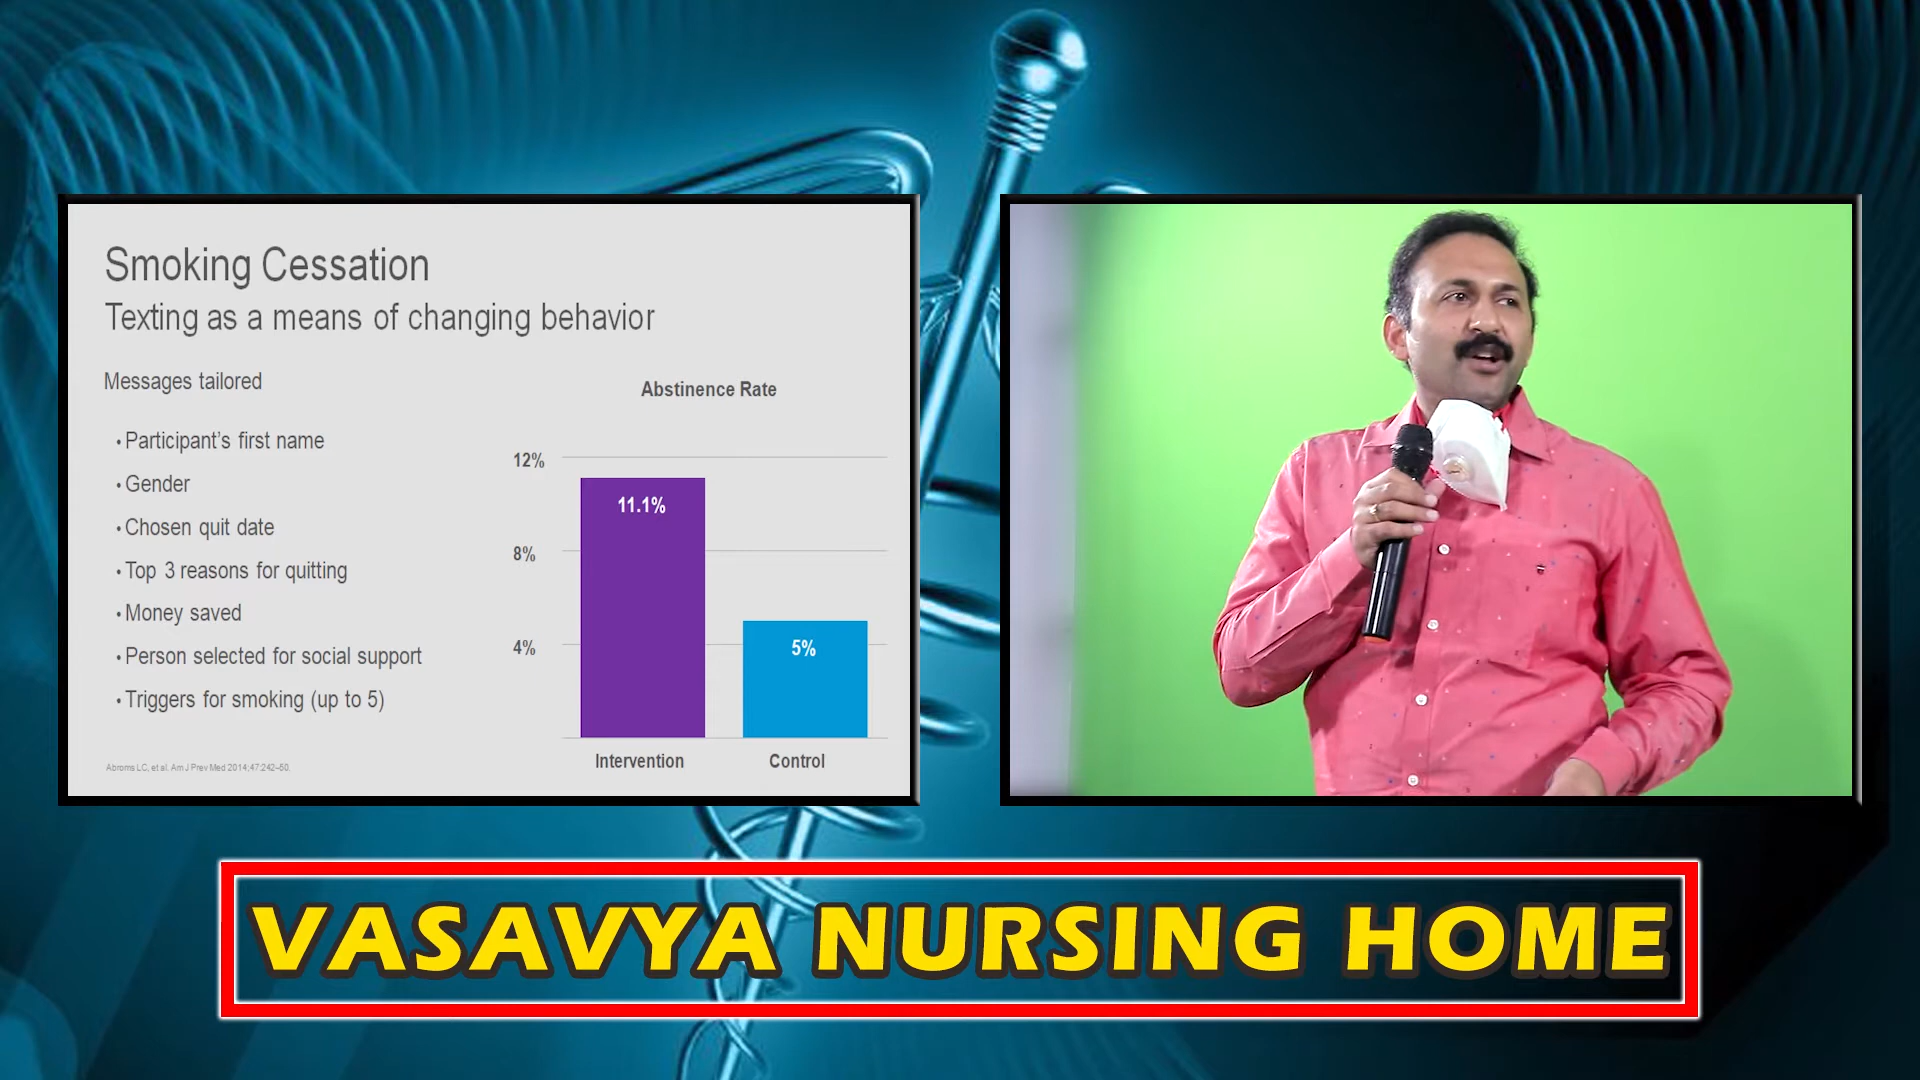 Smoking Cessation
Texting as a means of changing behavior
Messages tailored
• Participant's first name
• Gender
• Chosen quit date
• Top 3 reasons for quitting
• Money saved
• Person selected for social support
• Triggers for smoking (up to 5)
Abroms LC, et al. Am J Prev Med 2014;47:242–50.
Abstinence Rate
12%
8%
4%
11.1%
5%
Intervention
Control
VASAVYA NURSING HOME